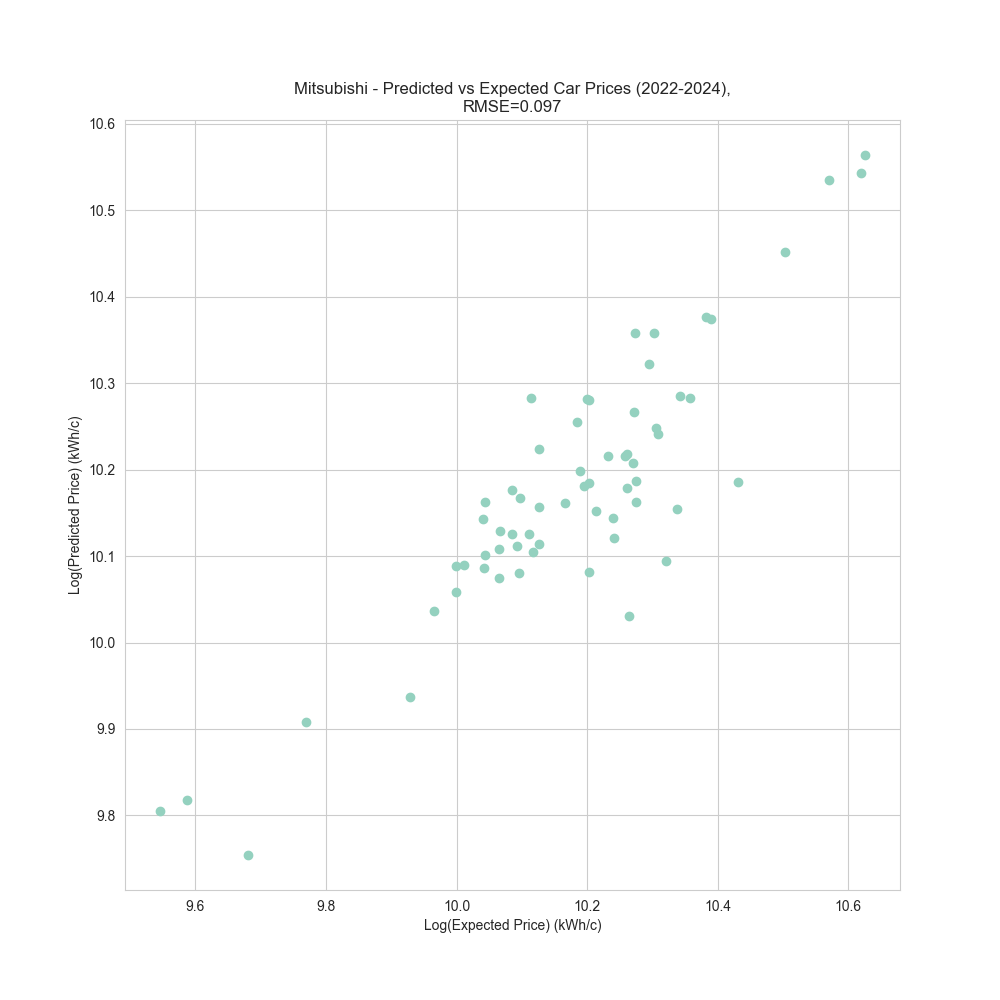 Mitsubishi - Predicted vs Expected Car Prices (2022-2024),
RMSE=0.097
10.6
10.5
10.4
10.3
10.2
10.1
10.0
9.9
9.8
Log(Predicted Price) (kWh/c)
9.6 9.8 10.0 10.2 10.4 10.6
Log(Expected Price) (kWh/c)